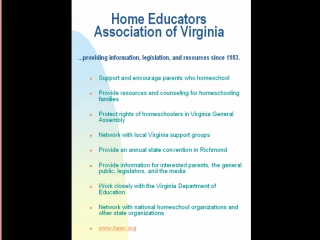 Home Educators
Association of Virginia
...providing information, legislation, and resources since 1983.
Support and encourage parents who homeschool
Provide resources and counseling for homeschooling
families
Protect rights of homeschoolers in Virginia General
Assembly
Network with local Virginia support groups
Provide an annual state convention in Richmond
Provide information for interested parents, the general
public, legislators, and the media
Work closely with the Virginia Department of
Education
Network with national homeschool organizations and
other state organizations
www.heav.org